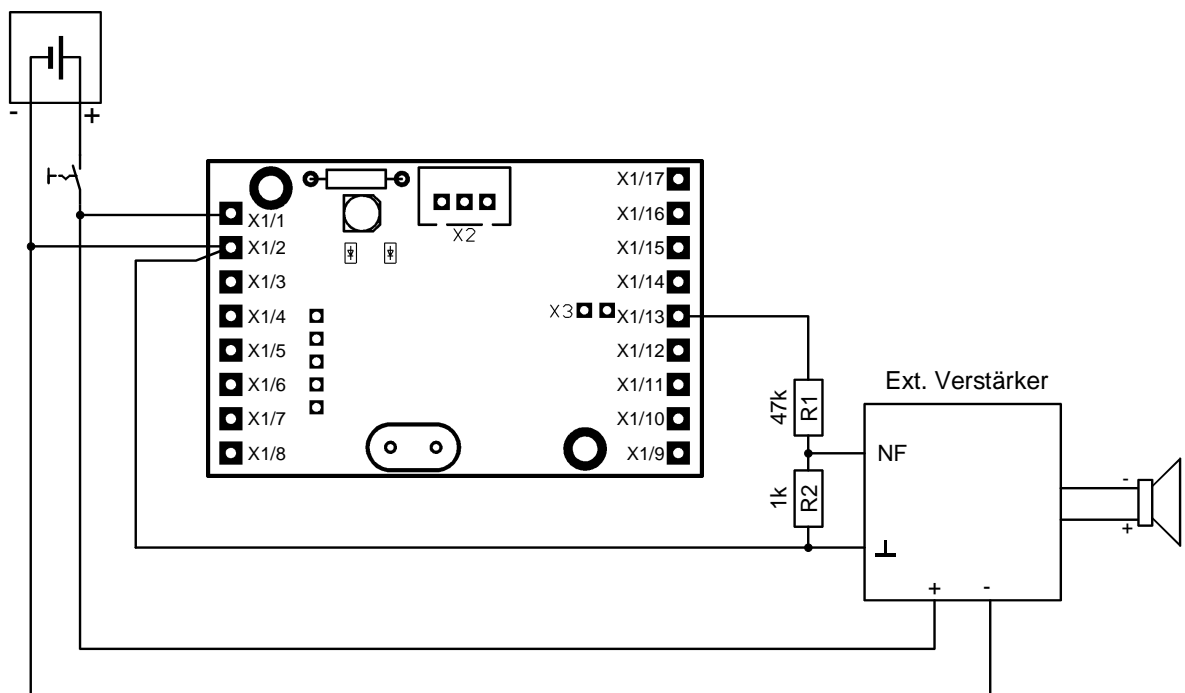 - +
X1/1
X1/2
X1/3
X1/4
X1/5
X1/6
X1/7
X1/8
X2
X3
X1/17
X1/16
X1/15
X1/14
X1/13
X1/12
X1/11
X1/10
X1/9
47k
R1
1k
R2
Ext. Verstärker
NF
+ -
-
+